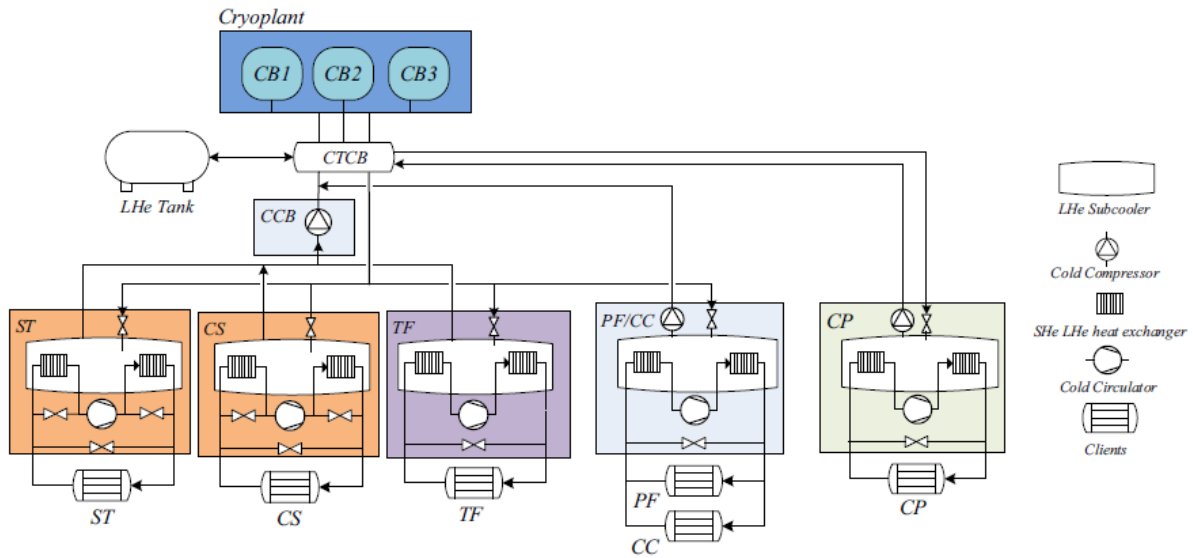 Cryoplant
CB1
CB2
CB3
CTCB
LHe Tank
CCB
LHe Subcooler
Cold Compressor
SHe LHe heat exchanger
Cold Circulator
Clients
ST
CS
TF
PF/CC
CP
ST
CS
TF
PF
CC
CP